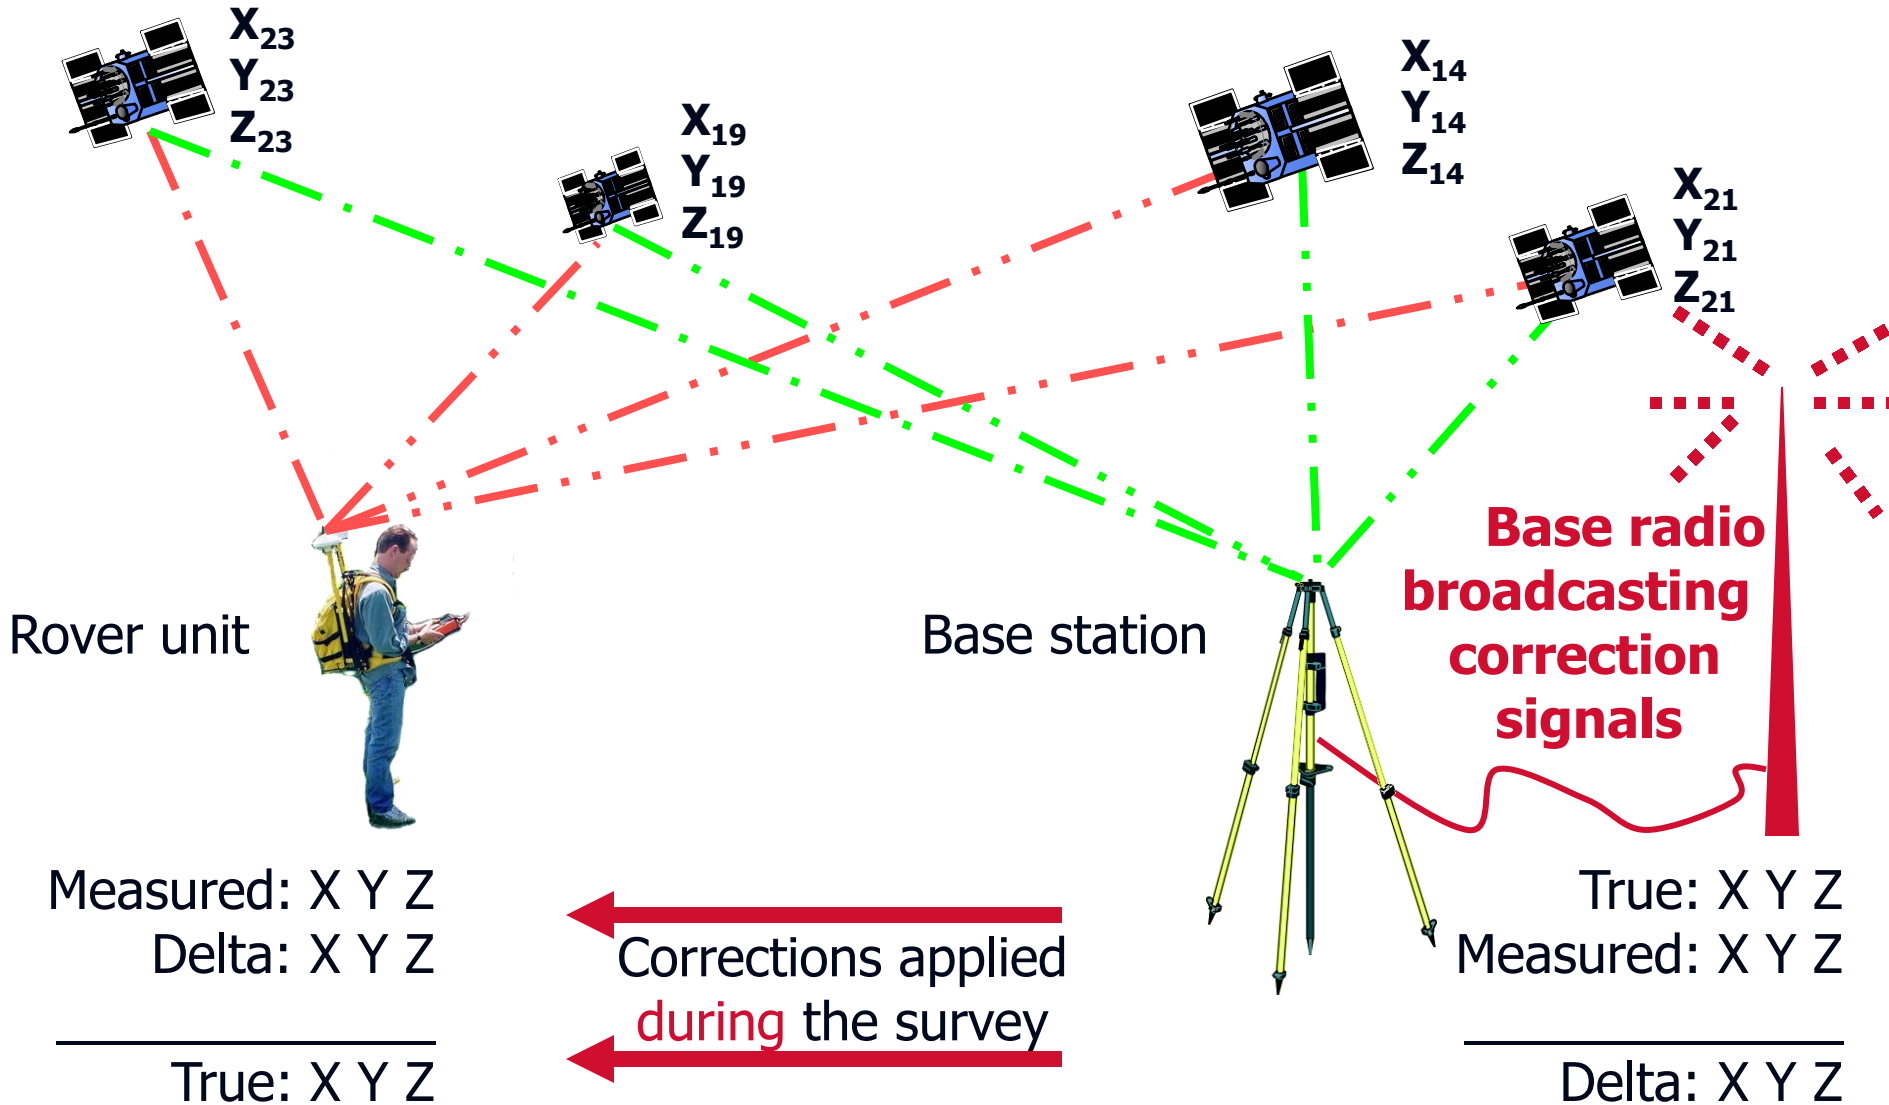 X23
Y23
Z23
X19
Y19
Z19
X14
Y14
Z14
X21
Y21
Z21
Rover unit
Base station
Base radio
broadcasting
correction
signals
Measured: X Y Z
Delta: X Y Z
True: X Y Z
Corrections applied
during the survey
True: X Y Z
Measured: X Y Z
Delta: X Y Z